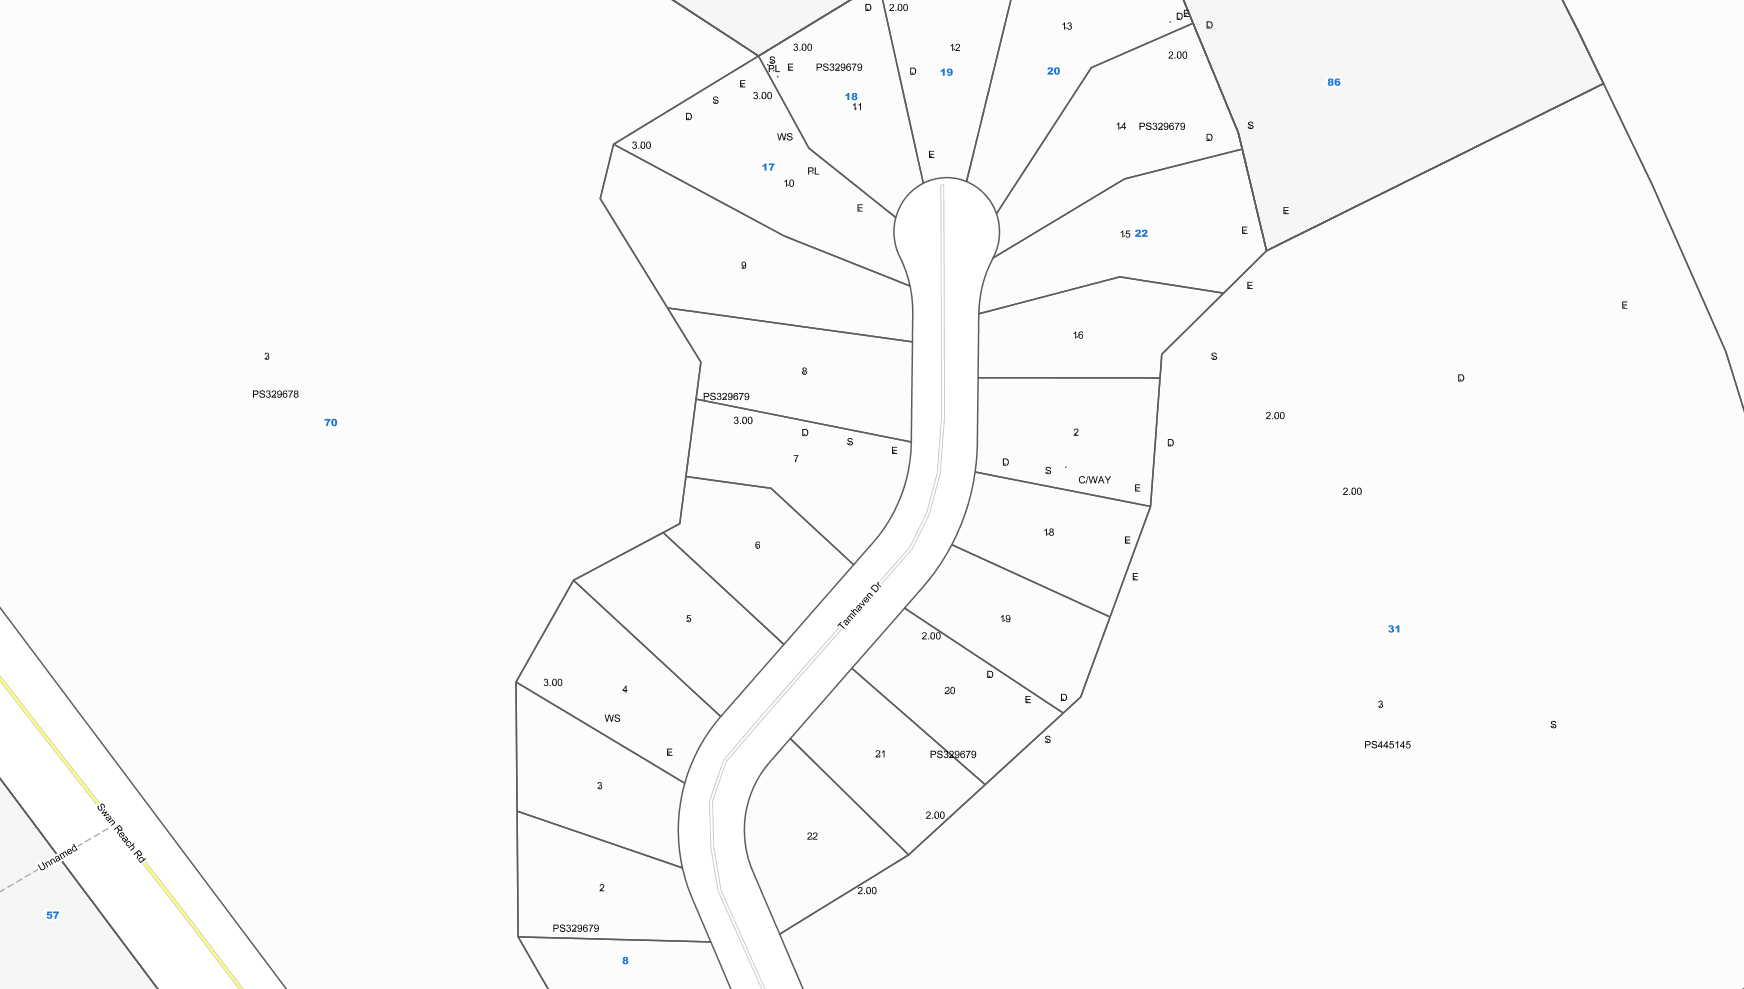 D
2.00
3.00
12
13
D
E
D
S
PL
E
PS329679
D
19
20
2.00
86
E
3.00
18
11
S
D
3.00
WS
14
PS329679
D
S
E
17
10
PL
E
E
15
22
E
9
E
E
16
3
S
8
D
PS329678
PS329679
2.00
70
3.00
D
S
E
7
2
D
D
S
C/WAY
E
2.00
6
18
E
E
5
Tamhaven Dr
19
2.00
31
3.00
4
WS
E
D
20
E
D
S
3
S
PS445145
3
21
PS329679
2.00
22
Swan Reach Rd
Unnamed
2
2.00
57
PS329679
8